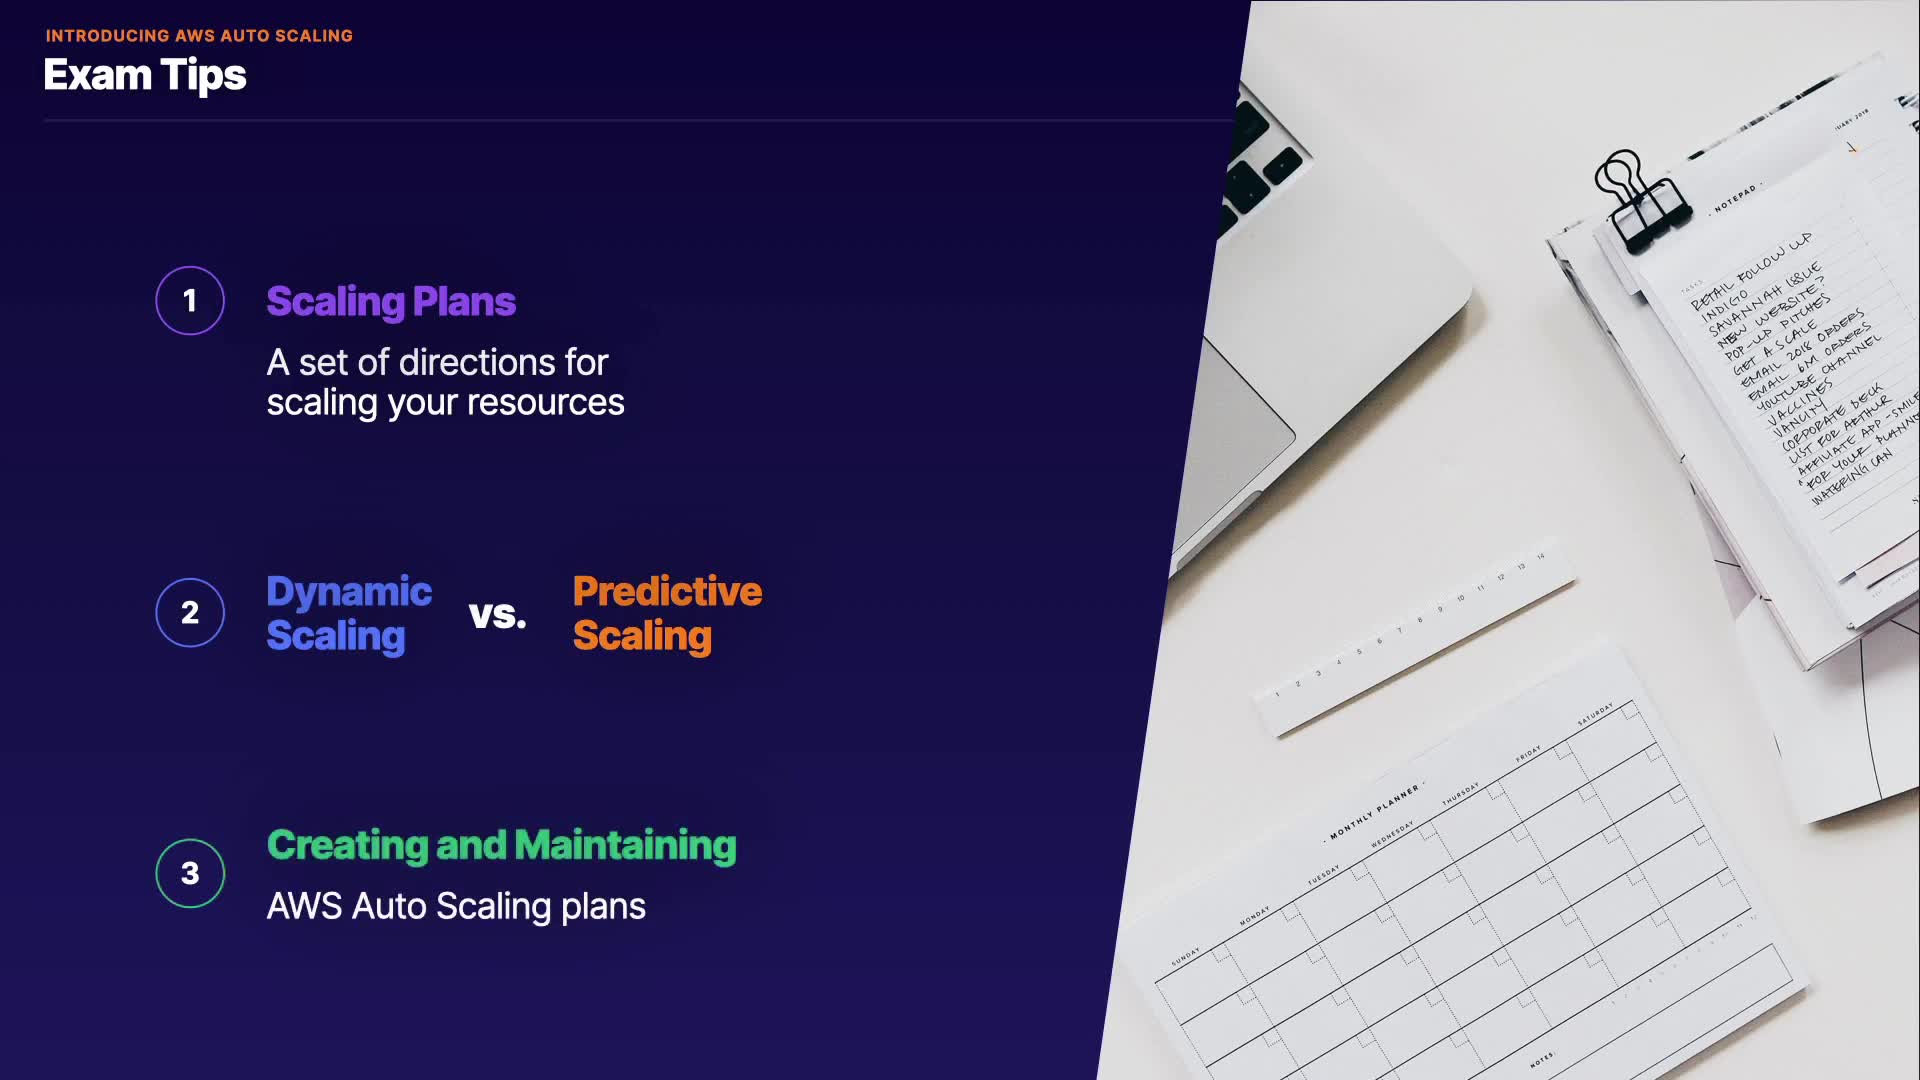 INTRODUCING AWS AUTO SCALING
Exam Tips
1
Scaling Plans
A set of directions for
scaling your resources
2
Dynamic
Scaling
vs.
Predictive
Scaling
3
Creating and Maintaining
AWS Auto Scaling plans
· NOTEPAD ·
TASKS
RETAIL FOLLOW UP
INDIGO
SAVANNAH ISSUE
NEW WEBSITE?
POP-UP PITCHES
GET A SCALE
EMAIL 2018 ORDERS
EMAIL 6M ORDERS
YOUTUBE CHANNEL
VACCINES
VANCITY
CORPORATE DECK
LIST FOR ARTHUR
AFFILIATE APP - SMILE
FOR YOUR PLANNE
WATERING CAN
1 2 3 4 5 6 7 8 9 10 11 12 13 14
· MONTHLY PLANNER ·
SUNDAY MONDAY TUESDAY WEDNESDAY THURSDAY FRIDAY SATURDAY
NOTES: